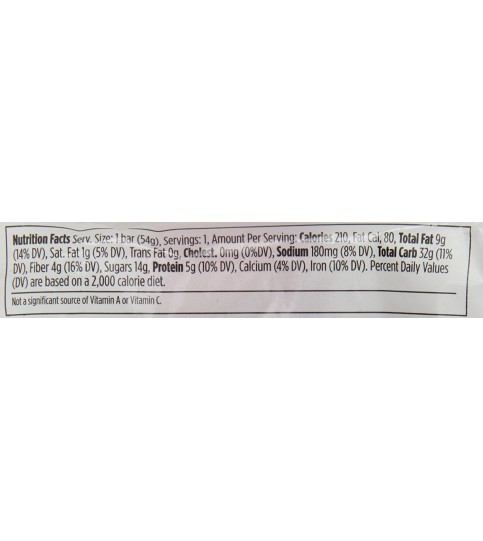 Nutrition Facts Serv. Size: 1 bar (54g), Servings: 1, Amount Per Serving: Calories 210, Fat Cal, 80, Total Fat 9g
(14% DV), Sat. Fat 1g (5% DV), Trans Fat 0g, Cholest. 0mg (0%DV), Sodium 180mg (8% DV), Total Carb 32g (11%
DV), Fiber 4g (16% DV), Sugars 14g, Protein 5g (10% DV), Calcium (4% DV), Iron (10% DV). Percent Daily Values
(DV) are based on a 2,000 calorie diet.
Not a significant source of Vitamin A or Vitamin C.